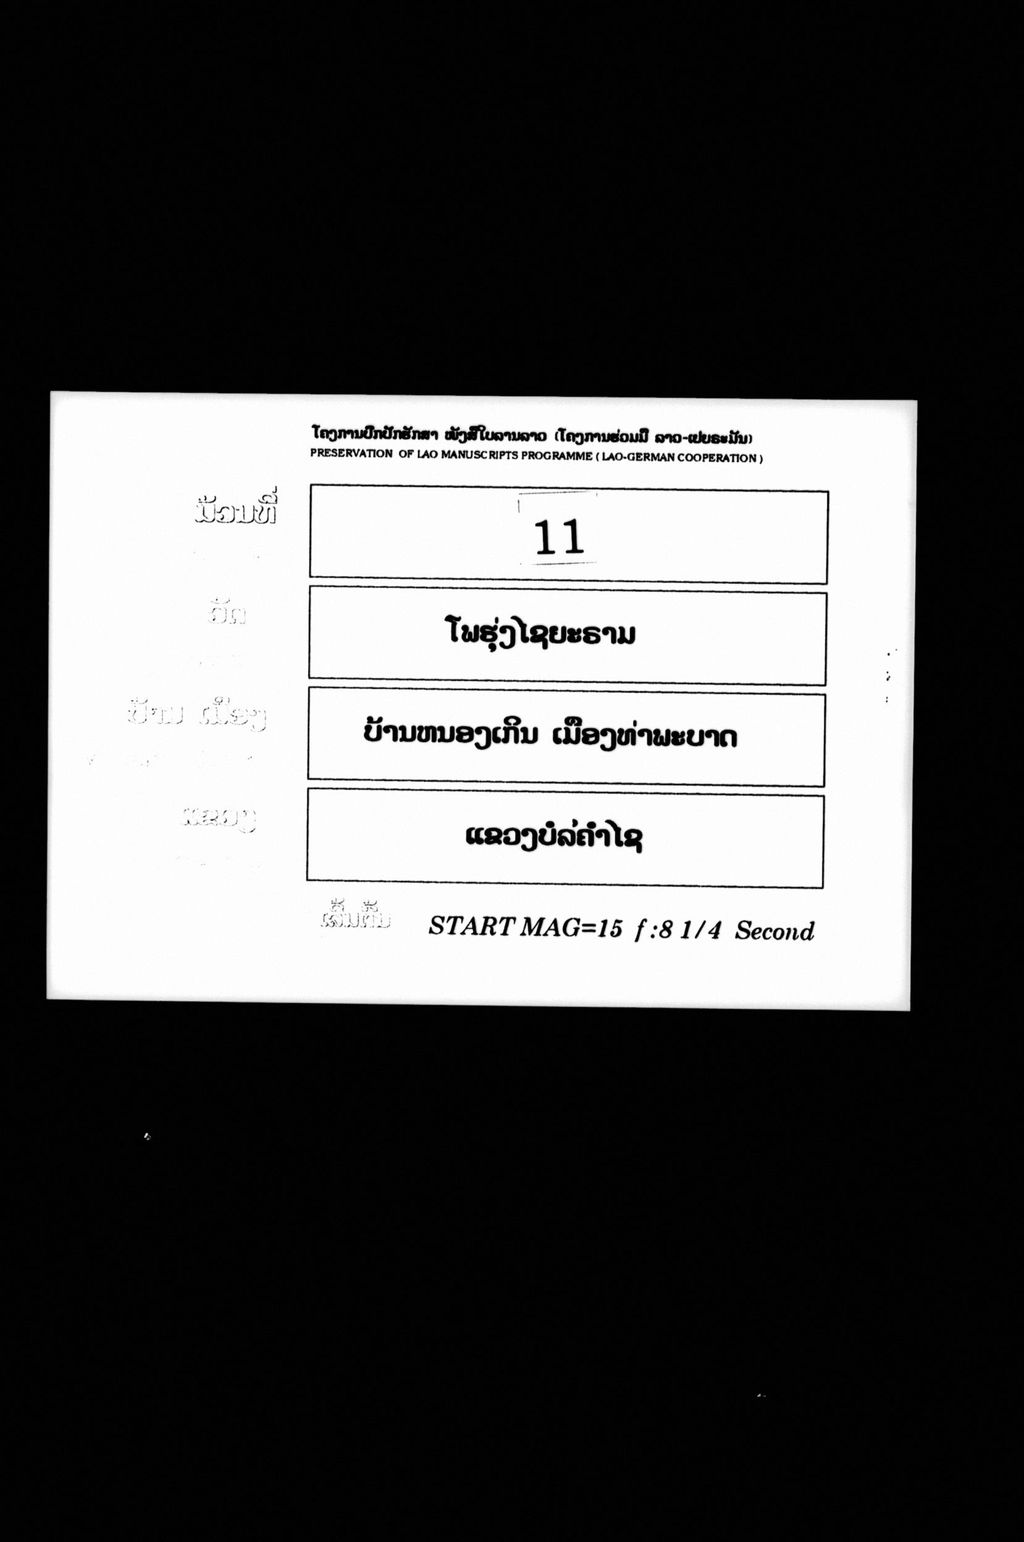 ໂຄງການປົກປັກຮັກສາ ໜັງສືໃບລານລາວ (ໂຄງການຮ່ວມມື ລາວ-ເຢຍຣະມັນ)
PRESERVATION OF LAO MANUSCRIPTS PROGRAMME ( LAO-GERMAN COOPERATION )
ມ້ວນທີ່ 11
ວັດ ໂພຮຸ່ງໄຊຍະຣາມ
ບ້ານ ເມືອງ ບ້ານຫນອງເກີນ ເມືອງທ່າພະບາດ
ແຂວງ ແຂວງບໍລິຄຳໄຊ
ເລີ່ມຕົ້ນ START MAG=15 f:8 1/4 Second